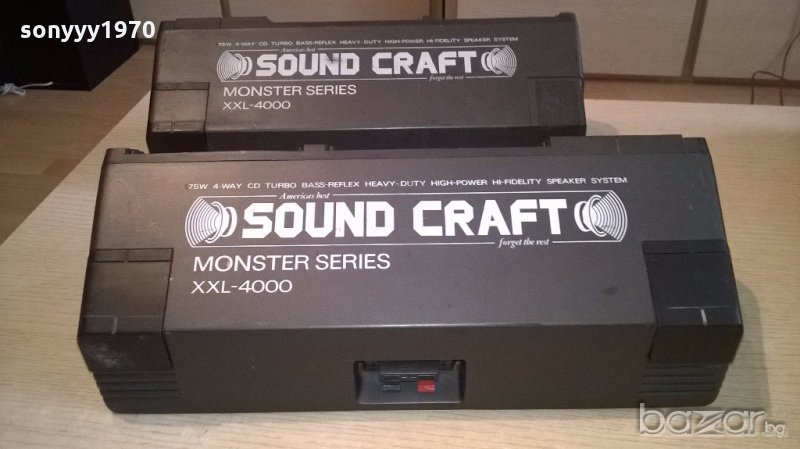 sonyyy1970
75W 4-WAY CD TURBO BASS-REFLEX HEAVY-DUTY HIGH-POWER HI-FIDELITY SPEAKER SYSTEM
Americas best
SOUND CRAFT
forget the rest
MONSTER SERIES
XXL-4000
75W 4-WAY CD TURBO BASS-REFLEX HEAVY-DUTY HIGH-POWER HI-FIDELITY SPEAKER SYSTEM
Americas best
SOUND CRAFT
forget the rest
MONSTER SERIES
XXL-4000
bazar.bg